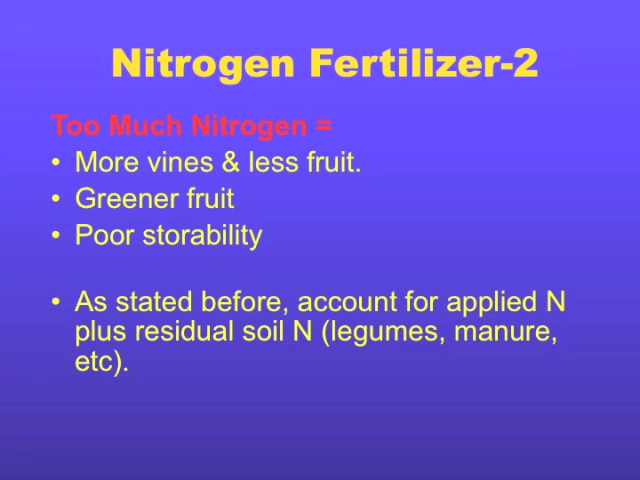 Nitrogen Fertilizer-2
Too Much Nitrogen =
• More vines & less fruit.
• Greener fruit
• Poor storability
• As stated before, account for applied N
plus residual soil N (legumes, manure,
etc).